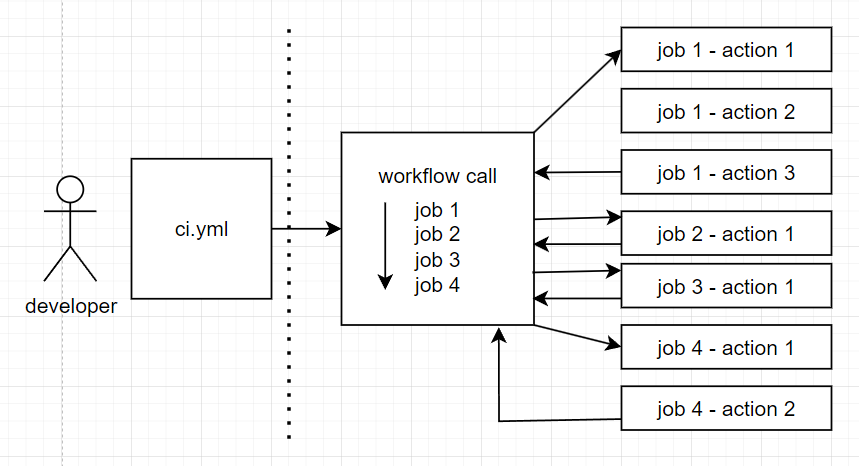 developer
ci.yml
workflow call
job 1
job 2
job 3
job 4
job 1 - action 1
job 1 - action 2
job 1 - action 3
job 2 - action 1
job 3 - action 1
job 4 - action 1
job 4 - action 2